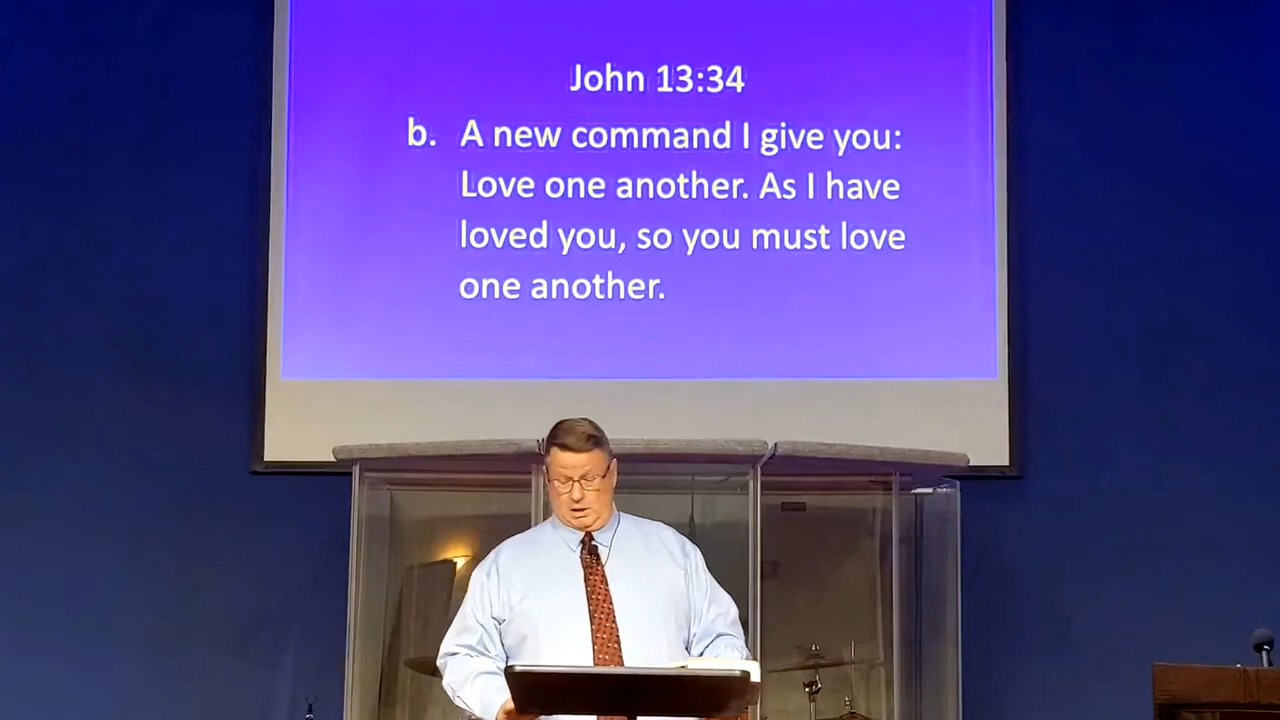 John 13:34
b. A new command I give you:
Love one another. As I have
loved you, so you must love
one another.